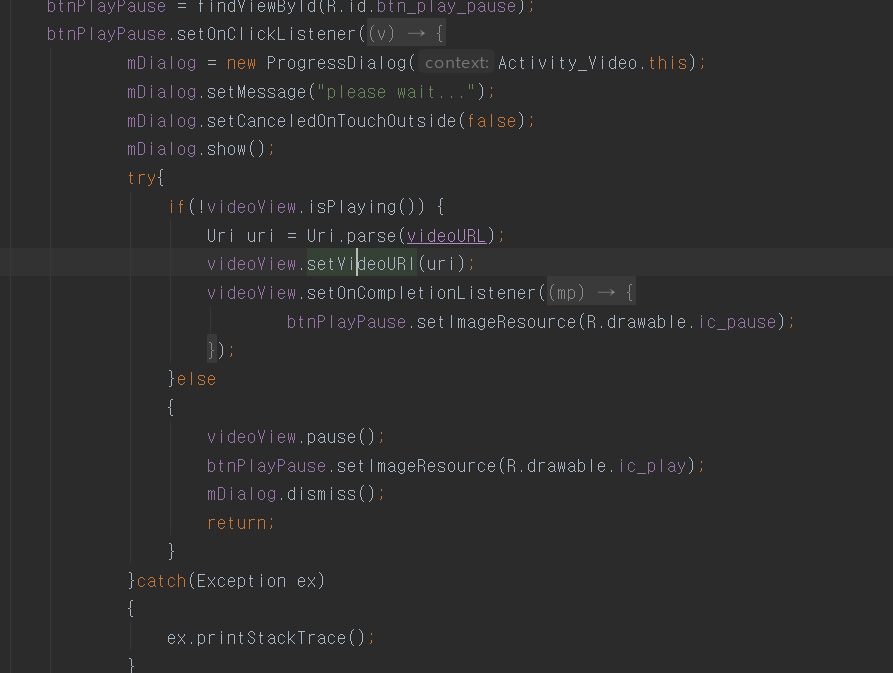 btnPlayPause = findViewById(R.id.btn_play_pause);
btnPlayPause.setOnClickListener((v) → {
mDialog = new ProgressDialog( context: Activity_Video.this);
mDialog.setMessage("please wait...");
mDialog.setCanceledOnTouchOutside(false);
mDialog.show();
try{
if(!videoView.isPlaying()) {
Uri uri = Uri.parse(videoURL);
videoView.setVideoURI(uri);
videoView.setOnCompletionListener((mp) → {
btnPlayPause.setImageResource(R.drawable.ic_pause);
});
}else
{
videoView.pause();
btnPlayPause.setImageResource(R.drawable.ic_play);
mDialog.dismiss();
return;
}
}catch(Exception ex)
{
ex.printStackTrace();
}